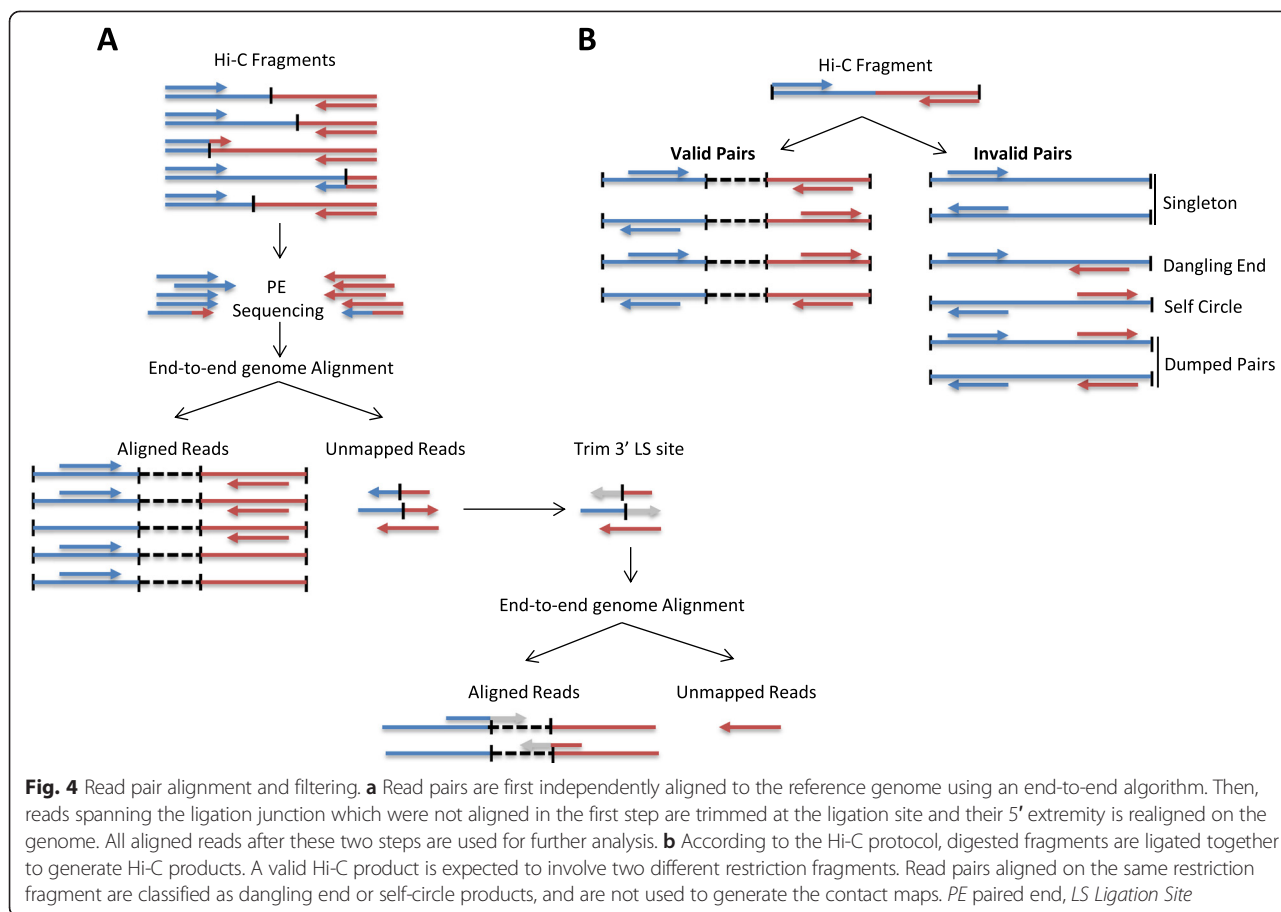 A
Hi-C Fragments
PE
Sequencing
End-to-end genome Alignment
Aligned Reads
Unmapped Reads
Trim 3’ LS site
End-to-end genome Alignment
Aligned Reads
Unmapped Reads
B
Hi-C Fragment
Valid Pairs
Invalid Pairs
Singleton
Dangling End
Self Circle
Dumped Pairs
Fig. 4 Read pair alignment and filtering. a Read pairs are first independently aligned to the reference genome using an end-to-end algorithm. Then,
reads spanning the ligation junction which were not aligned in the first step are trimmed at the ligation site and their 5′ extremity is realigned on the
genome. All aligned reads after these two steps are used for further analysis. b According to the Hi-C protocol, digested fragments are ligated together
to generate Hi-C products. A valid Hi-C product is expected to involve two different restriction fragments. Read pairs aligned on the same restriction
fragment are classified as dangling end or self-circle products, and are not used to generate the contact maps. PE paired end, LS Ligation Site